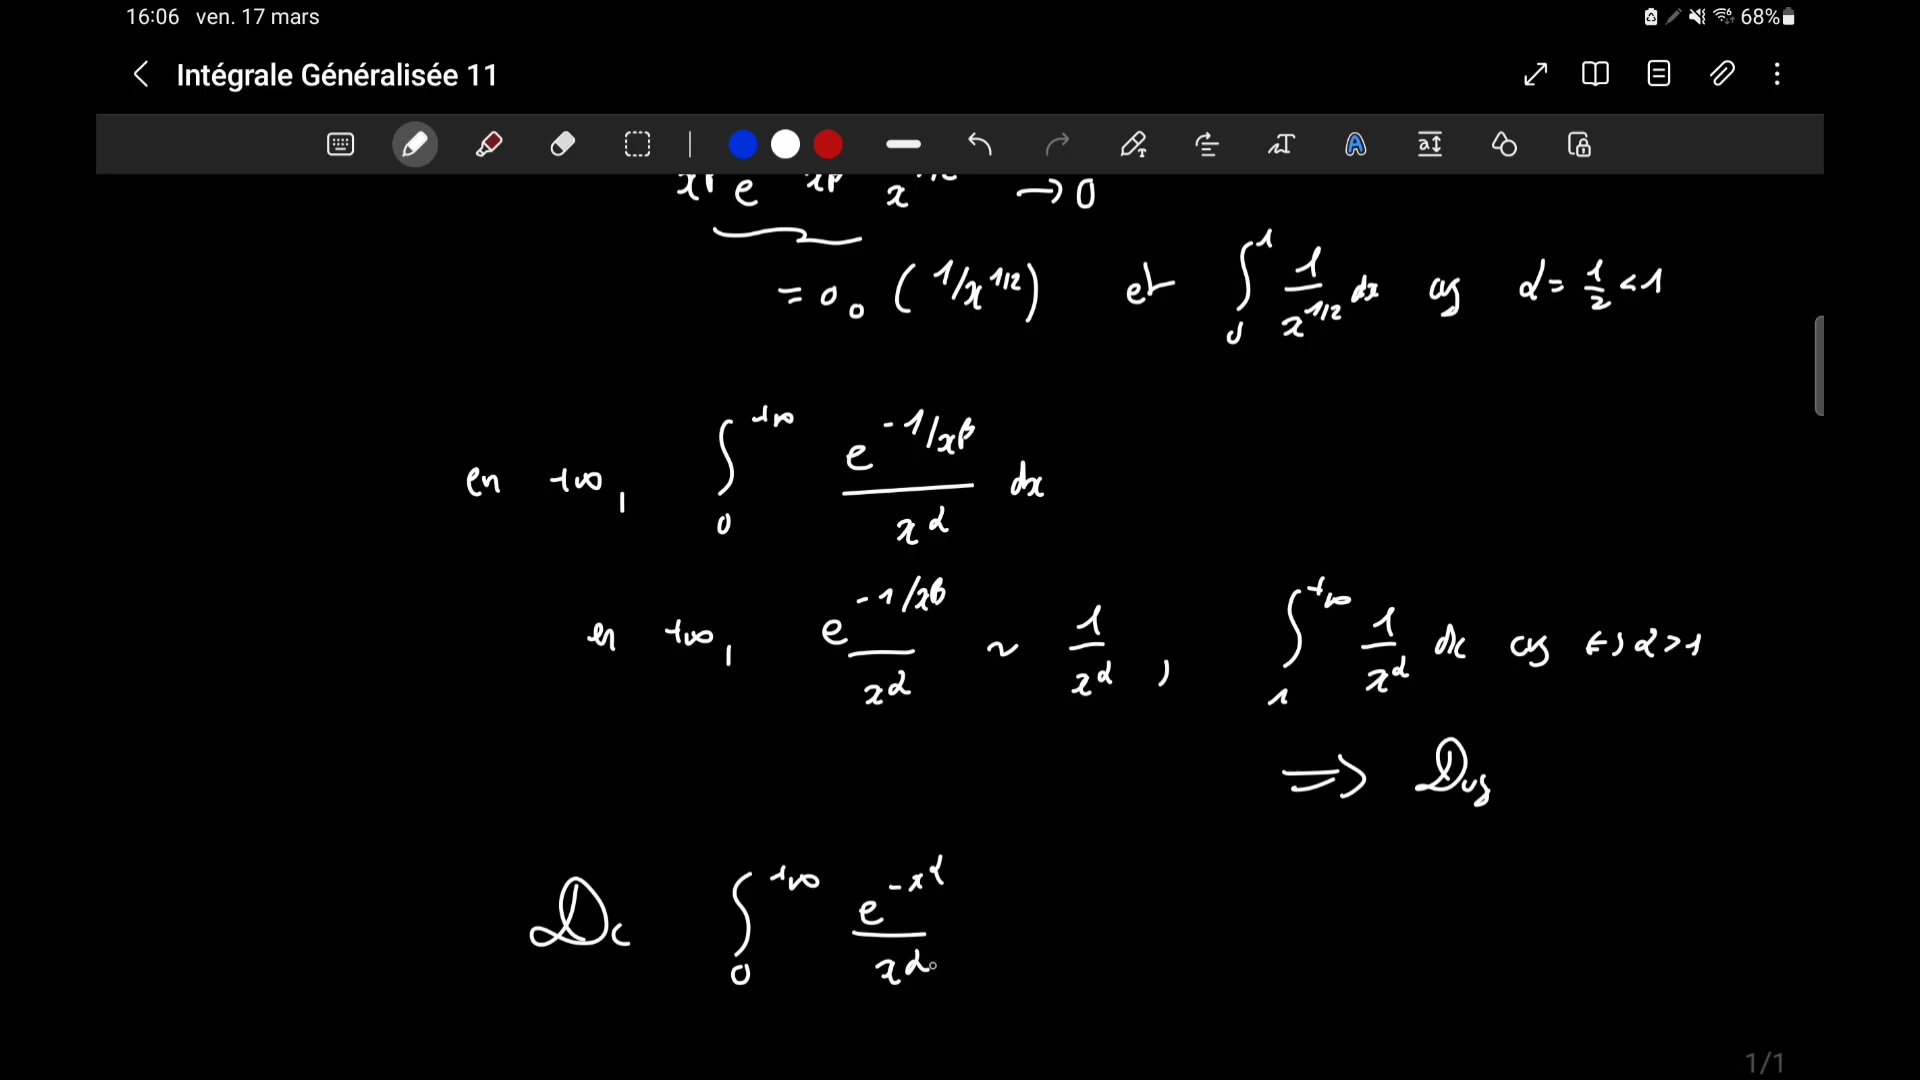 16:06 ven. 17 mars 68%
Intégrale Généralisée 11
e x → 0
= o₀ (1/x^1/2) et ∫₀¹ 1/x^1/2 dx cvg α = 1/2 < 1
en +∞, ∫₀^+∞ e^-1/x^β / x^α dx
en +∞, e^-1/x^β / x^α ~ 1/x^α, ∫₁^+∞ 1/x^α dx cvg <-> α > 1
=> Dvg
Dc ∫₀^+∞ e^-x^α / x^α
1/1